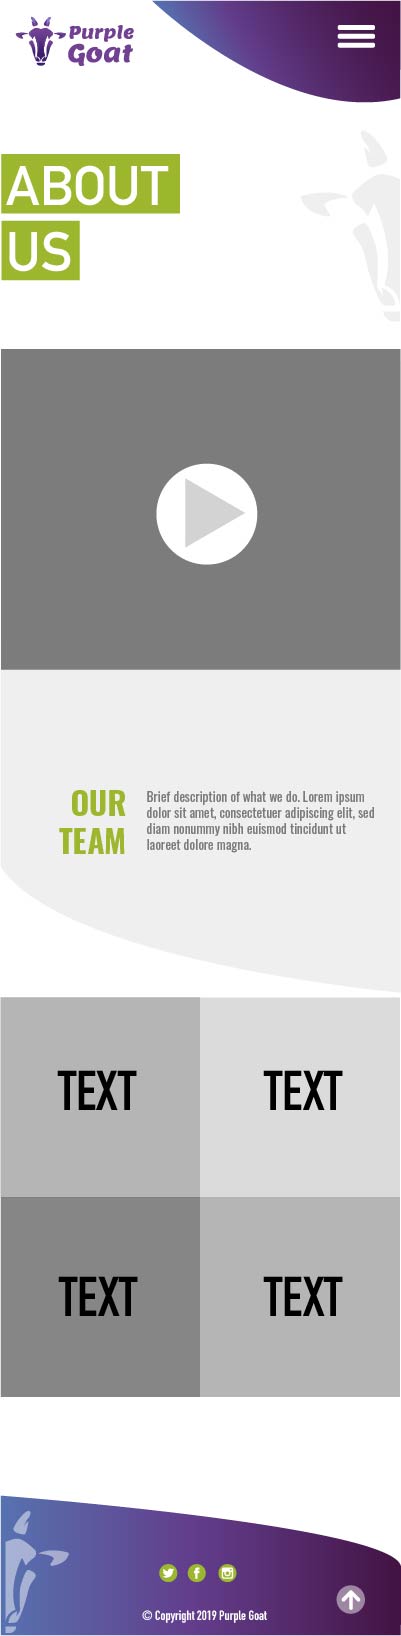 Purple
Goat
ABOUT
US
OUR
TEAM
Brief description of what we do. Lorem ipsum
dolor sit amet, consectetuer adipiscing elit, sed
diam nonummy nibh euismod tincidunt ut
laoreet dolore magna.
TEXT
TEXT
TEXT
TEXT
© Copyright 2019 Purple Goat